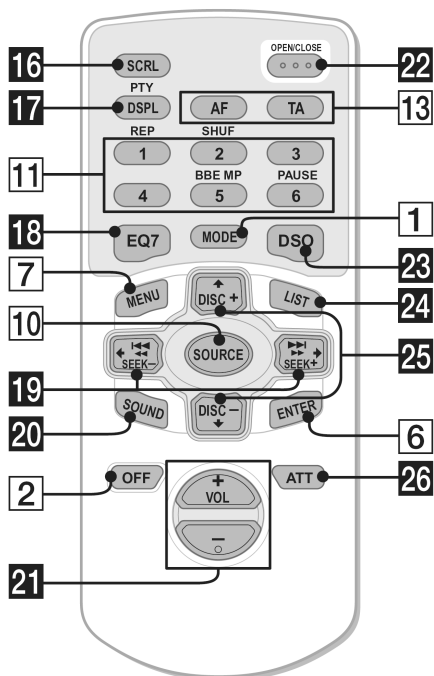 OPEN/CLOSE
16 SCRL 22
PTY
17 DSPL AF TA 13
REP SHUF
11 1 2 3
BBE MP PAUSE
4 5 6
18 EQ7 MODE DSO 1
23
7 MENU DISC + LIST 24
10 SOURCE 25
19 SEEK– SEEK+
20 SOUND DISC – ENTER 6
2 OFF + VOL ATT 26
–
21